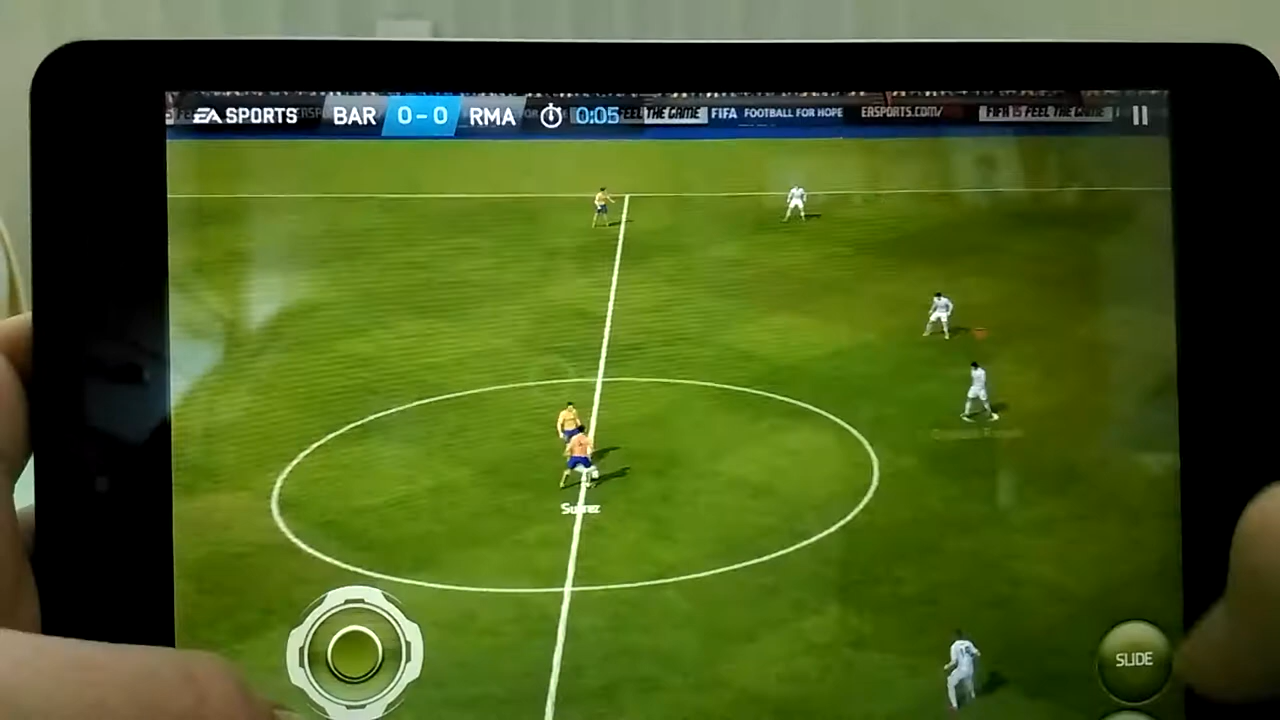 EA SPORTS BAR 0-0 RMA 0:05
FEEL THE GAME FIFA FOOTBALL FOR HOPE EASPORTS.COM/ FIFA 15 FEEL THE GAME
Suarez
SLIDE